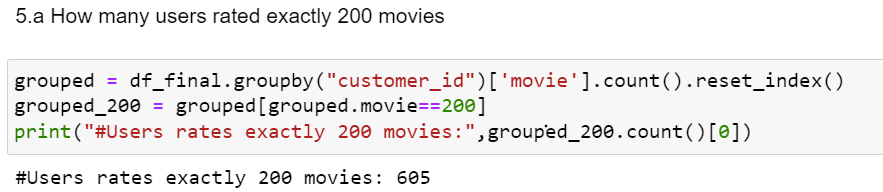 5.a How many users rated exactly 200 movies
grouped = df_final.groupby("customer_id")['movie'].count().reset_index()
grouped_200 = grouped[grouped.movie==200]
print("#Users rates exactly 200 movies:",grouped_200.count()[0])
#Users rates exactly 200 movies: 605